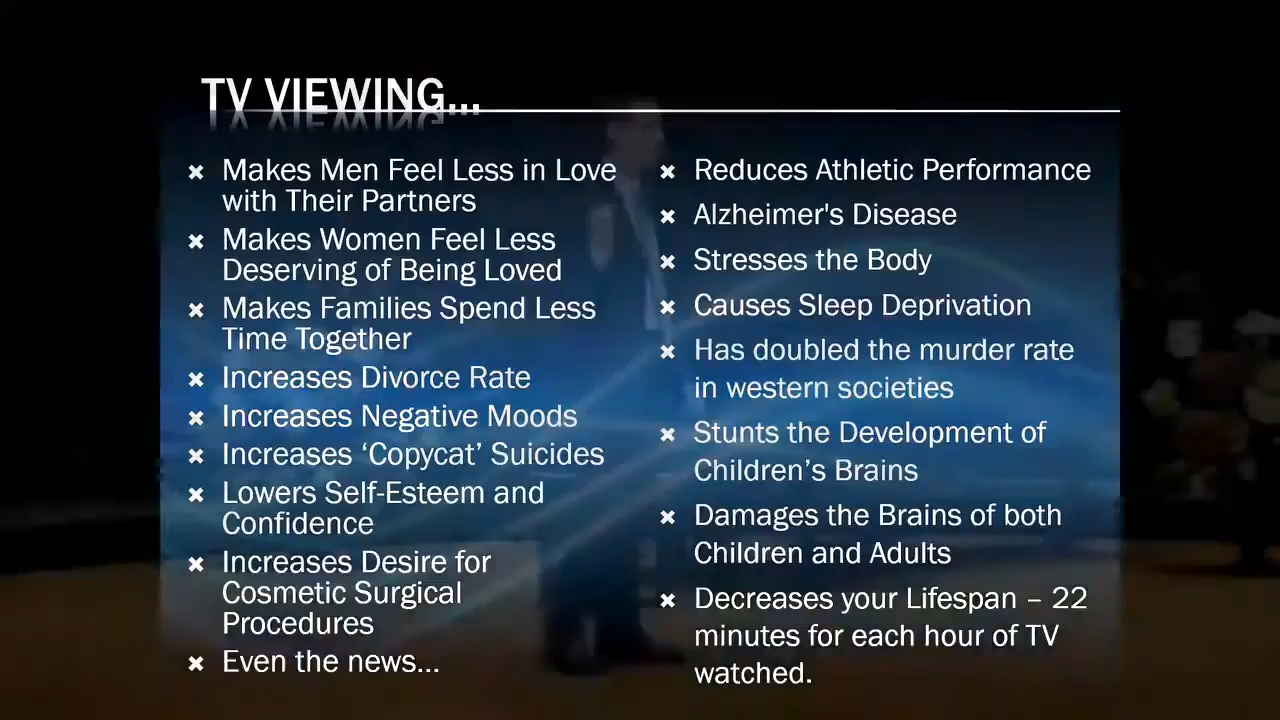 TV VIEWING...
Makes Men Feel Less in Love
with Their Partners
Makes Women Feel Less
Deserving of Being Loved
Makes Families Spend Less
Time Together
Increases Divorce Rate
Increases Negative Moods
Increases ‘Copycat’ Suicides
Lowers Self-Esteem and
Confidence
Increases Desire for
Cosmetic Surgical
Procedures
Even the news...
Reduces Athletic Performance
Alzheimer's Disease
Stresses the Body
Causes Sleep Deprivation
Has doubled the murder rate
in western societies
Stunts the Development of
Children’s Brains
Damages the Brains of both
Children and Adults
Decreases your Lifespan – 22
minutes for each hour of TV
watched.